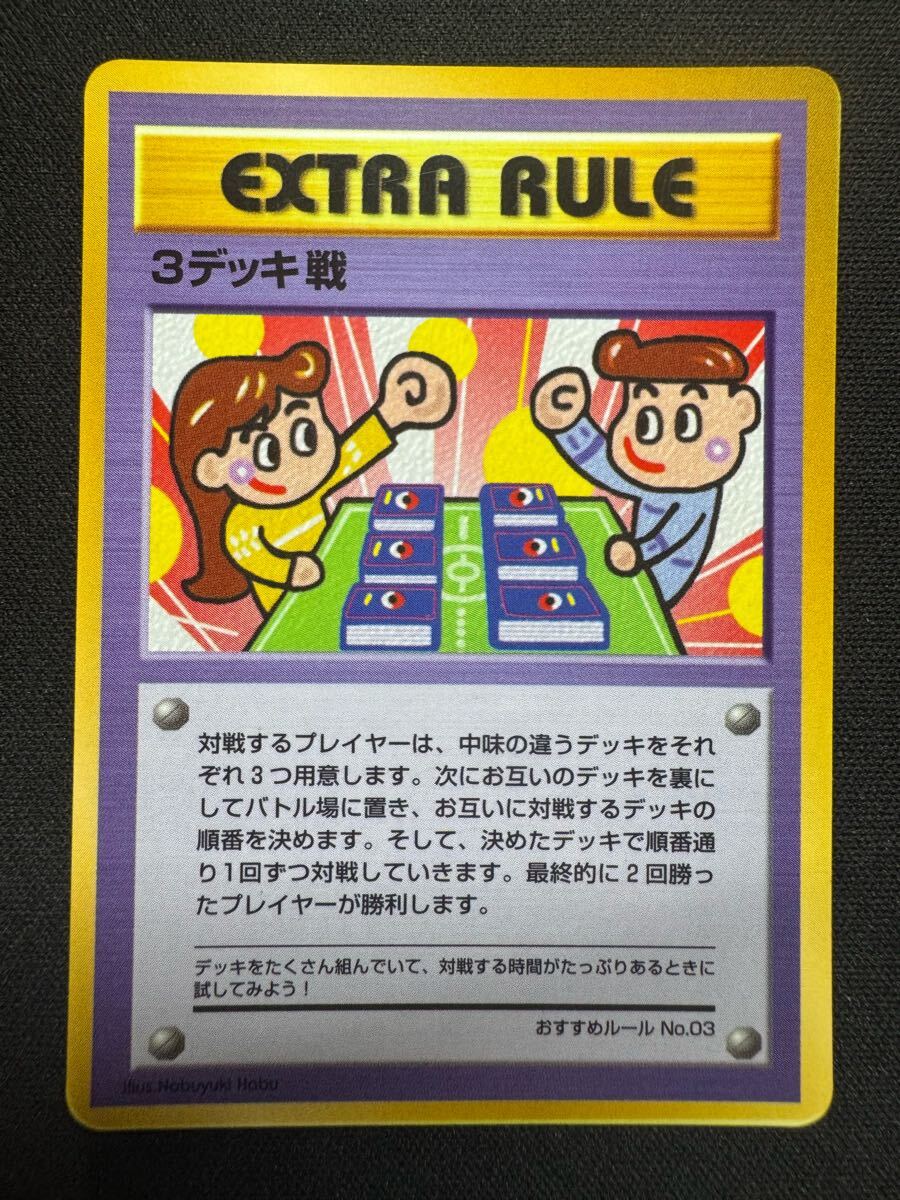 EXTRA RULE
3デッキ戦
対戦するプレイヤーは、中味の違うデッキをそれ
ぞれ3つ用意します。次にお互いのデッキを裏に
してバトル場に置き、お互いに対戦するデッキの
順番を決めます。そして、決めたデッキで順番通
り1回ずつ対戦していきます。最終的に2回勝っ
たプレイヤーが勝利します。
デッキをたくさん組んでいて、対戦する時間がたっぷりあるときに
試してみよう！
おすすめルール No.03
Illus. Nobuyuki Habu